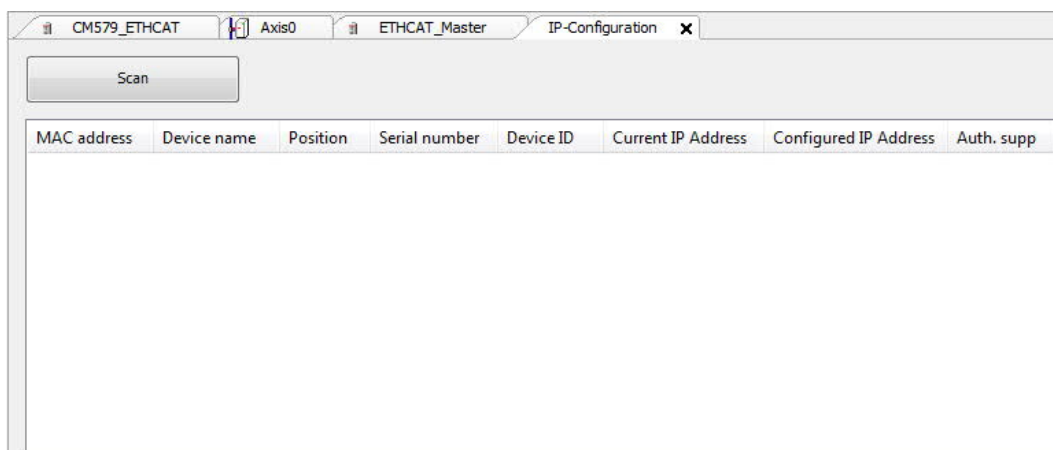 CM579_ETHCAT Axis0 ETHCAT_Master IP-Configuration
Scan
MAC address Device name Position Serial number Device ID Current IP Address Configured IP Address Auth. supp